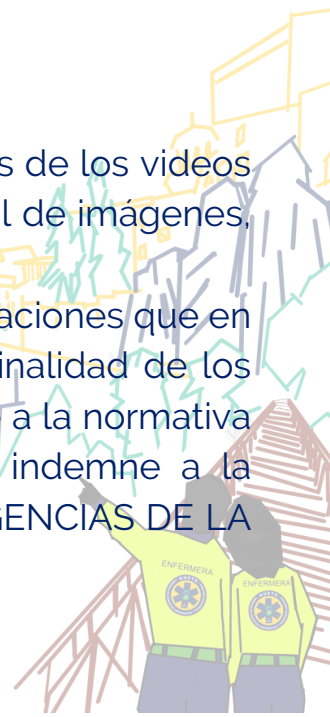 s de los videos
l de imágenes,
aciones que en
inalidad de los
a la normativa
indemne a la
GENCIAS DE LA
ENFERMERA
ENFERMERA